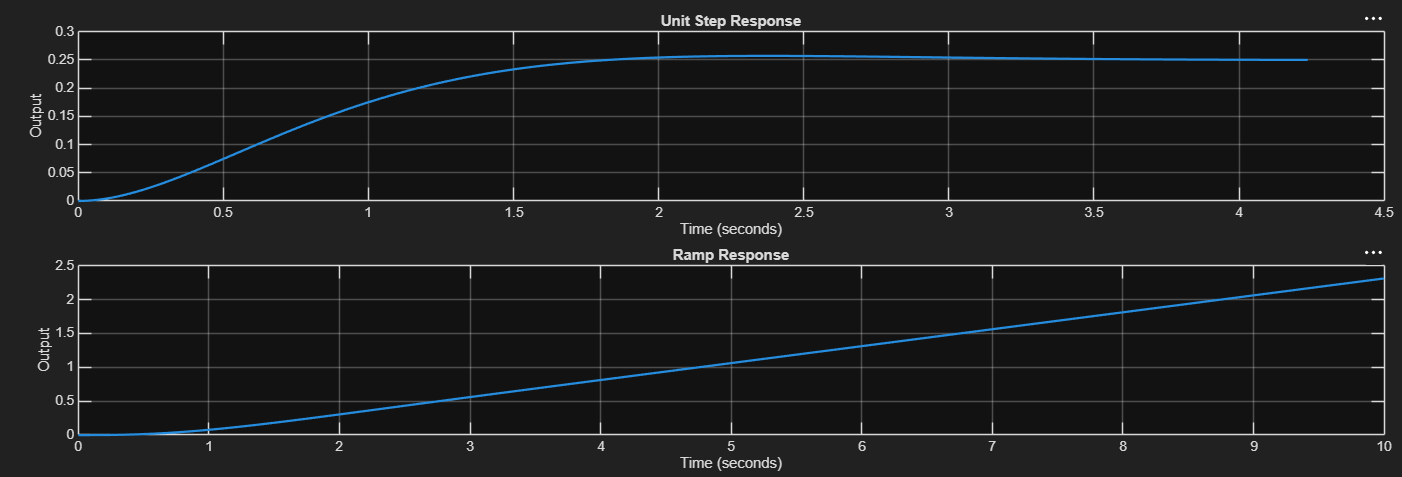 Unit Step Response
0.3
0.25
0.2
0.15
0.1
0.05
0
Output
0 0.5 1 1.5 2 2.5 3 3.5 4 4.5
Time (seconds)
Ramp Response
2.5
2
1.5
1
0.5
0
Output
0 1 2 3 4 5 6 7 8 9 10
Time (seconds)